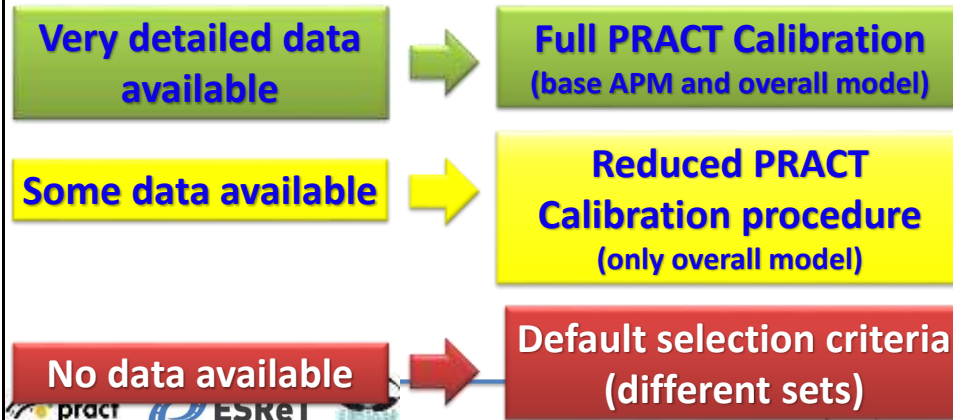 Very detailed data
available
Full PRACT Calibration
(base APM and overall model)
Some data available
Reduced PRACT
Calibration procedure
(only overall model)
No data available
Default selection criteria
(different sets)
pract
ESReT